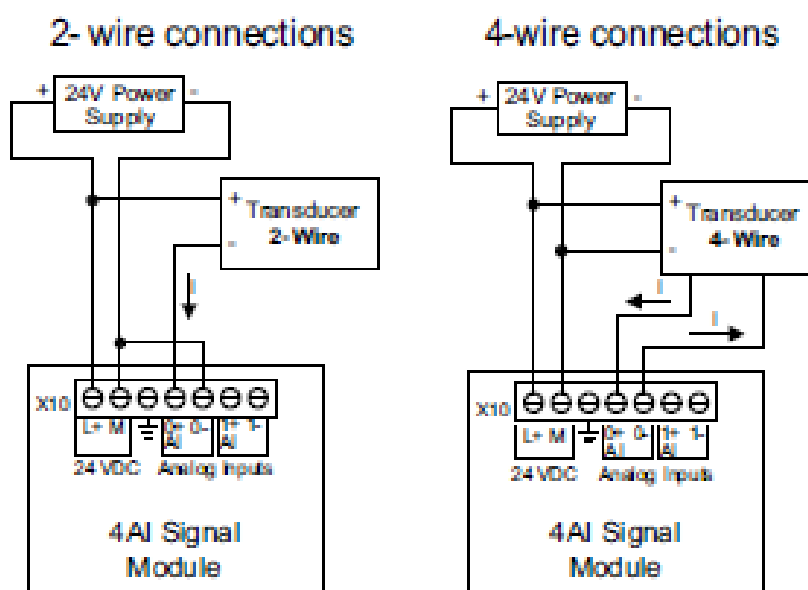 2- wire connections
+ 24V Power -
Supply
+ Transducer
- 2-Wire
I
X10
L+ M 0+ 0- 1+ 1-
AI AI
24 VDC Analog Inputs
4AI Signal
Module
4-wire connections
+ 24V Power -
Supply
+ Transducer
- 4-Wire
I
I
X10
L+ M 0+ 0- 1+ 1-
AI AI
24 VDC Analog Inputs
4AI Signal
Module